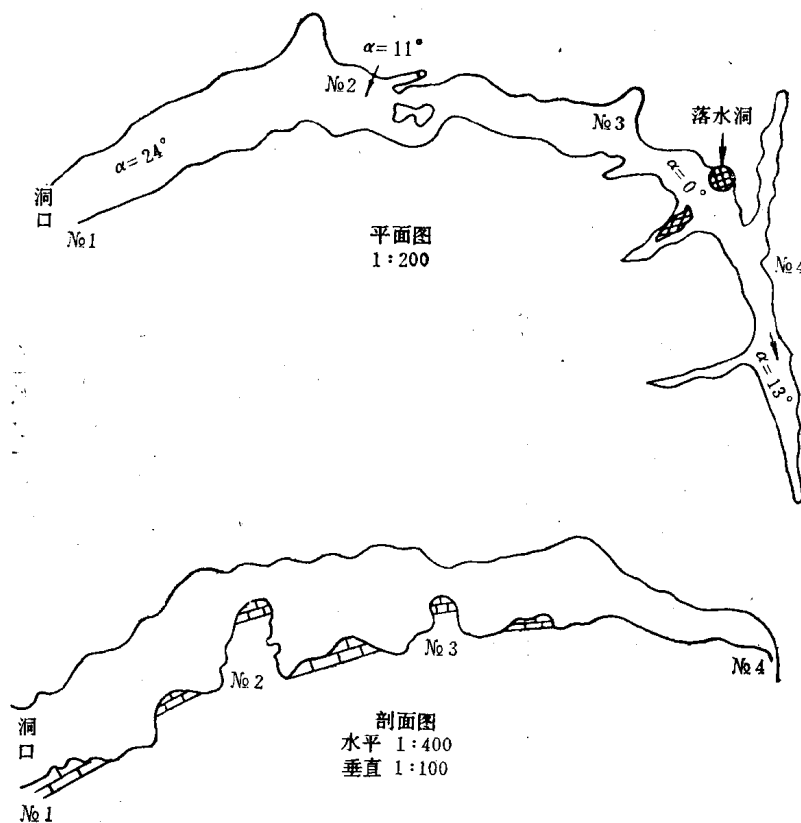 α=11°
№2
№3
落水洞
α=24°
α=0°
洞口
№1
平面图
1:200
№4
α=13°
№2
№3
№4
洞口
剖面图
水平 1:400
垂直 1:100
№1